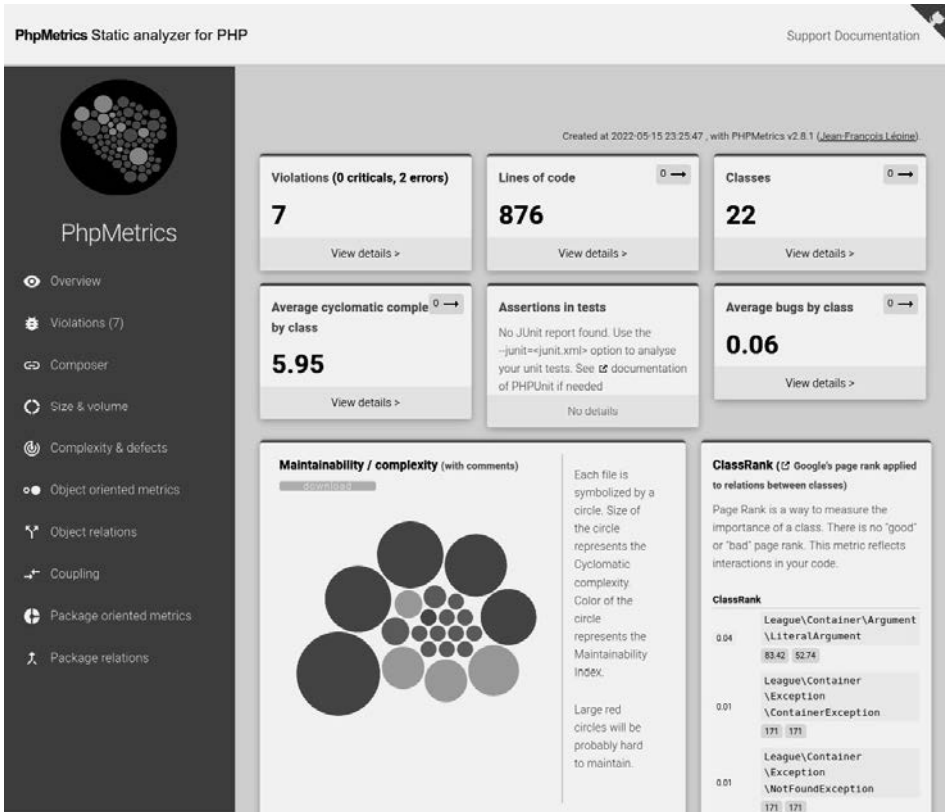 PhpMetrics Static analyzer for PHP
Support Documentation
PhpMetrics
Overview
Violations (7)
Composer
Size & volume
Complexity & defects
Object oriented metrics
Object relations
Coupling
Package oriented metrics
Package relations
Created at 2022-05-15 23:25:47 , with PHPMetrics v2.8.1 (Jean-François Lépine).
Violations (0 criticals, 2 errors)
7
View details >
Lines of code
0 →
876
View details >
Classes
0 →
22
View details >
Average cyclomatic comple
0 →
by class
5.95
View details >
Assertions in tests
No JUnit report found. Use the
--junit=<junit.xml> option to analyse
your unit tests. See documentation
of PHPUnit if needed
No details
Average bugs by class
0 →
0.06
View details >
Maintainability / complexity (with comments)
download
Each file is
symbolized by a
circle. Size of
the circle
represents the
Cyclomatic
complexity.
Color of the
circle
represents the
Maintainability
Index.
Large red
circles will be
probably hard
to maintain.
ClassRank (Google's page rank applied
to relations between classes)
Page Rank is a way to measure the
importance of a class. There is no "good"
or "bad" page rank. This metric reflects
interactions in your code.
ClassRank
0.04
League\Container\Argument
\LiteralArgument
83.42 52.74
0.01
League\Container
\Exception
\ContainerException
171 171
0.01
League\Container
\Exception
\NotFoundException
171 171